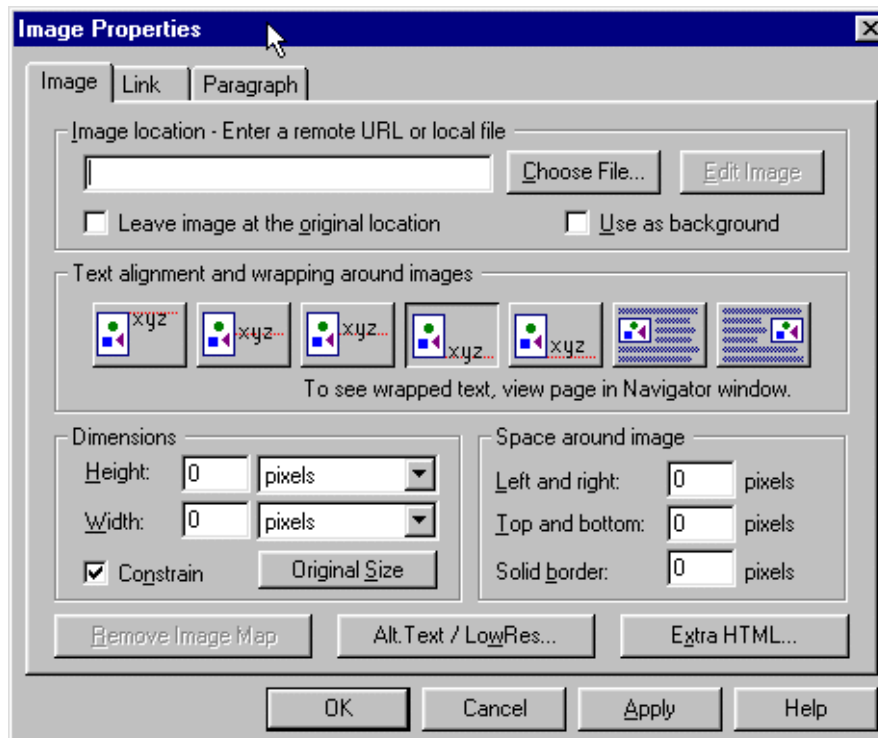 Image Properties
Image Link Paragraph
Image location - Enter a remote URL or local file
Choose File... Edit Image
Leave image at the original location Use as background
Text alignment and wrapping around images
xyz xyz xyz xyz xyz
To see wrapped text, view page in Navigator window.
Dimensions Space around image
Height: 0 pixels Left and right: 0 pixels
Width: 0 pixels Top and bottom: 0 pixels
Constrain Original Size Solid border: 0 pixels
Remove Image Map Alt.Text / LowRes... Extra HTML...
OK Cancel Apply Help